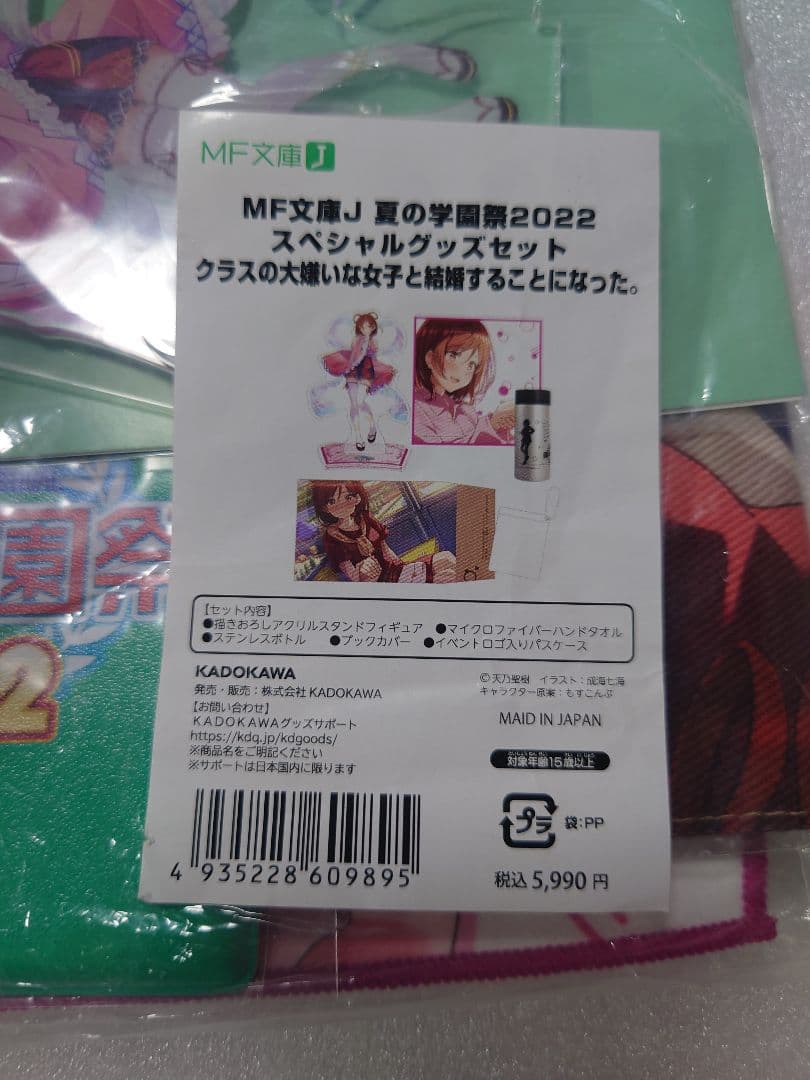 MF文庫J
MF文庫J 夏の学園祭2022
スペシャルグッズセット
クラスの大嫌いな女子と結婚することになった。
【セット内容】
●描きおろしアクリルスタンドフィギュア ●マイクロファイバーハンドタオル
●ステンレスボトル ●ブックカバー ●イベントロゴ入りパスケース
KADOKAWA
発売・販売：株式会社KADOKAWA
【お問い合わせ】
KADOKAWAグッズサポート
https://kdq.jp/kdgoods/
※商品名をご明記ください
※サポートは日本国内に限ります
©天乃聖樹 イラスト：成海七海
キャラクター原案：もすこんぶ
MAID IN JAPAN
対象年齢15歳以上
プラ 袋:PP
4 935228 609895
税込 5,990 円
園祭
2